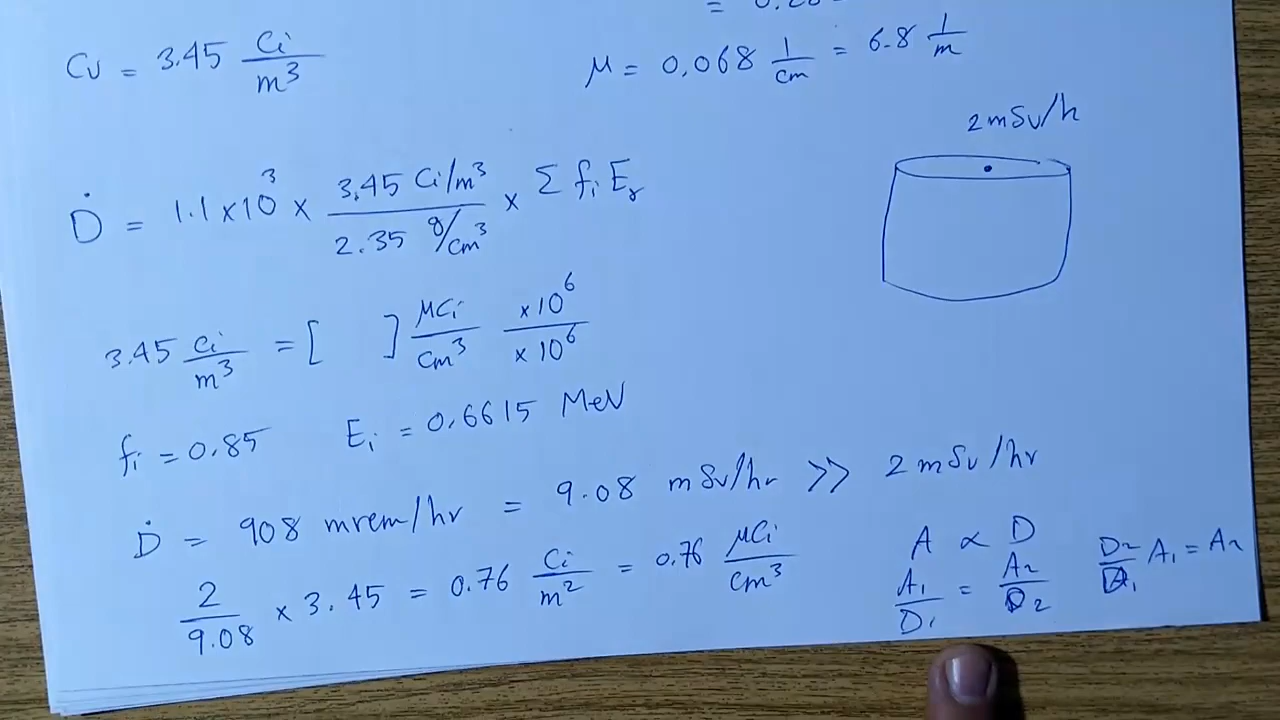 = 0.28
Cv = 3.45 Ci/m³
μ = 0.068 1/cm = 6.8 1/m
2 mSv/h
Ḋ = 1.1 × 10³ × (3.45 Ci/m³)/(2.35 g/cm³) × Σ fi Eγ
3.45 Ci/m³ = [ ] μCi/cm³ ×10⁶/×10⁶
fi = 0.85 Ei = 0.6615 MeV
Ḋ = 908 mrem/hr = 9.08 mSv/hr >> 2 mSv/hr
2/9.08 × 3.45 = 0.76 Ci/m² = 0.76 μCi/cm³
A ∝ D
A₁/D₁ = A₂/D₂
D₂/D₁ A₁ = A₂